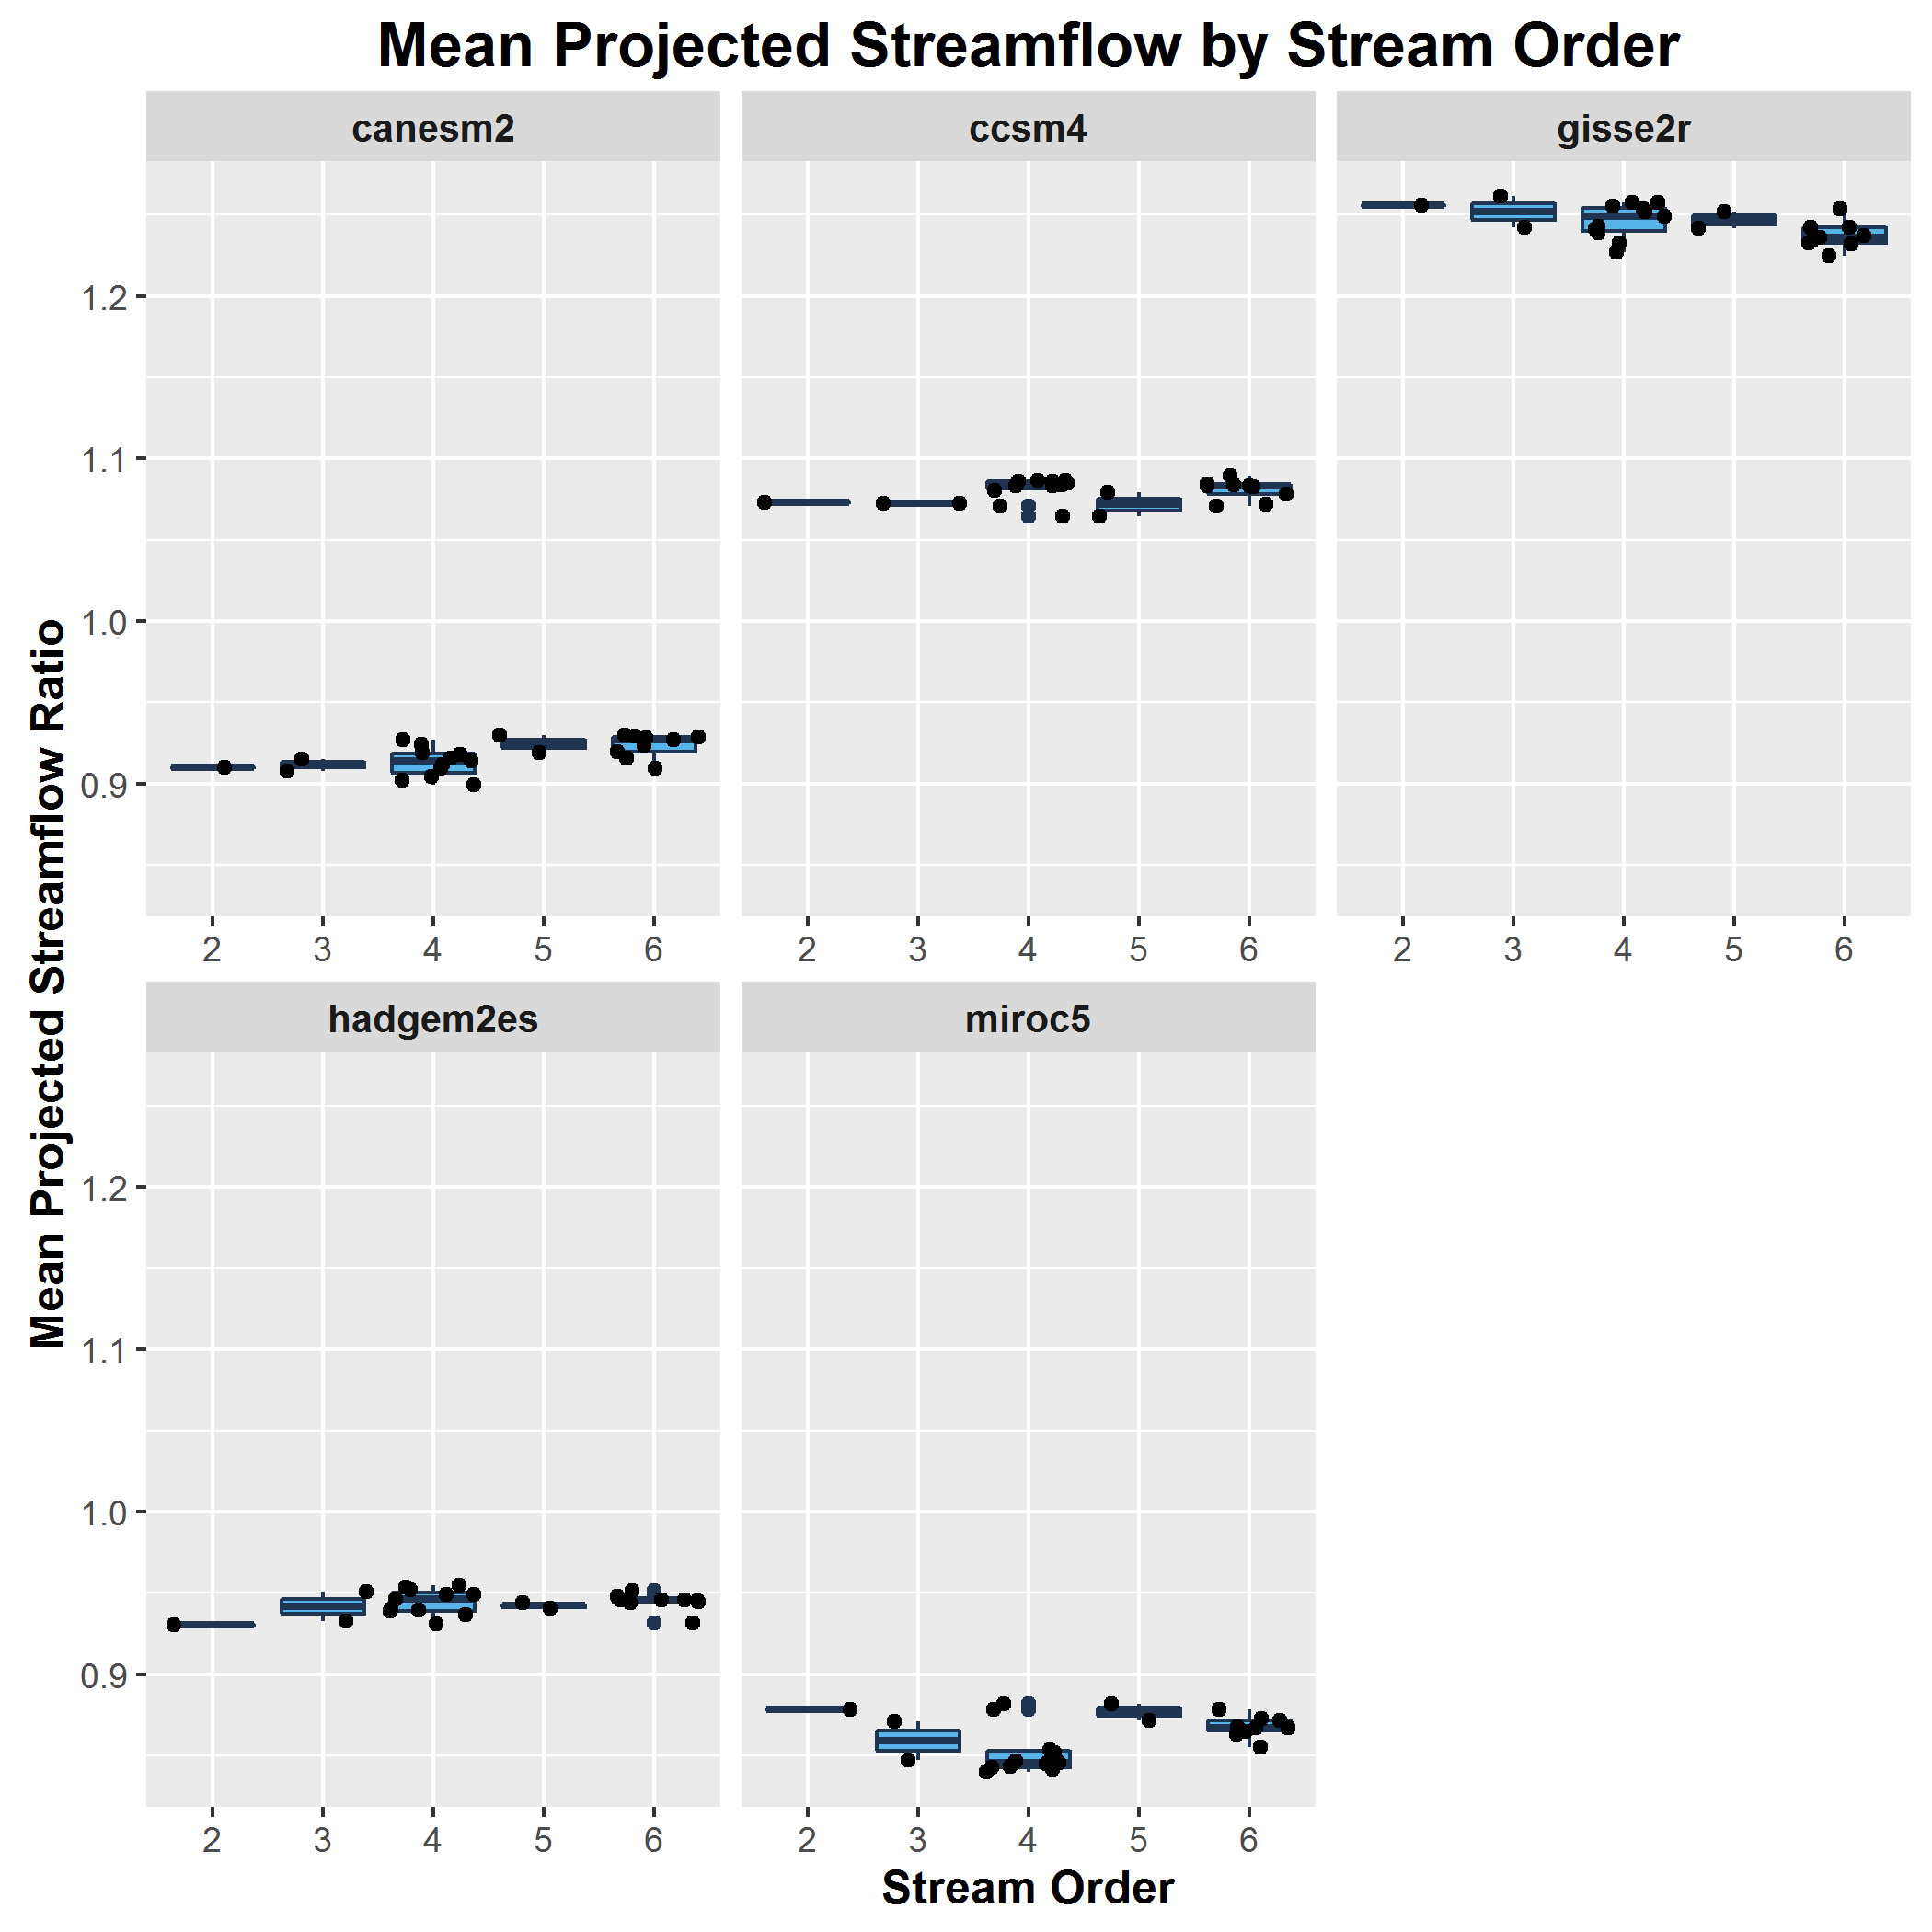 Mean Projected Streamflow by Stream Order
canesm2
ccsm4
gisse2r
Mean Projected Streamflow Ratio
1.2
1.1
1.0
0.9
2 3 4 5 6
2 3 4 5 6
2 3 4 5 6
hadgem2es
miroc5
1.2
1.1
1.0
0.9
2 3 4 5 6
2 3 4 5 6
Stream Order